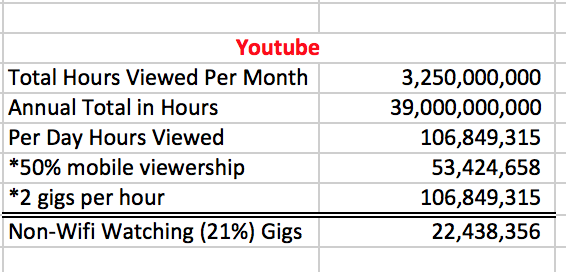 Youtube
Total Hours Viewed Per Month 3,250,000,000
Annual Total in Hours 39,000,000,000
Per Day Hours Viewed 106,849,315
*50% mobile viewership 53,424,658
*2 gigs per hour 106,849,315
Non-Wifi Watching (21%) Gigs 22,438,356